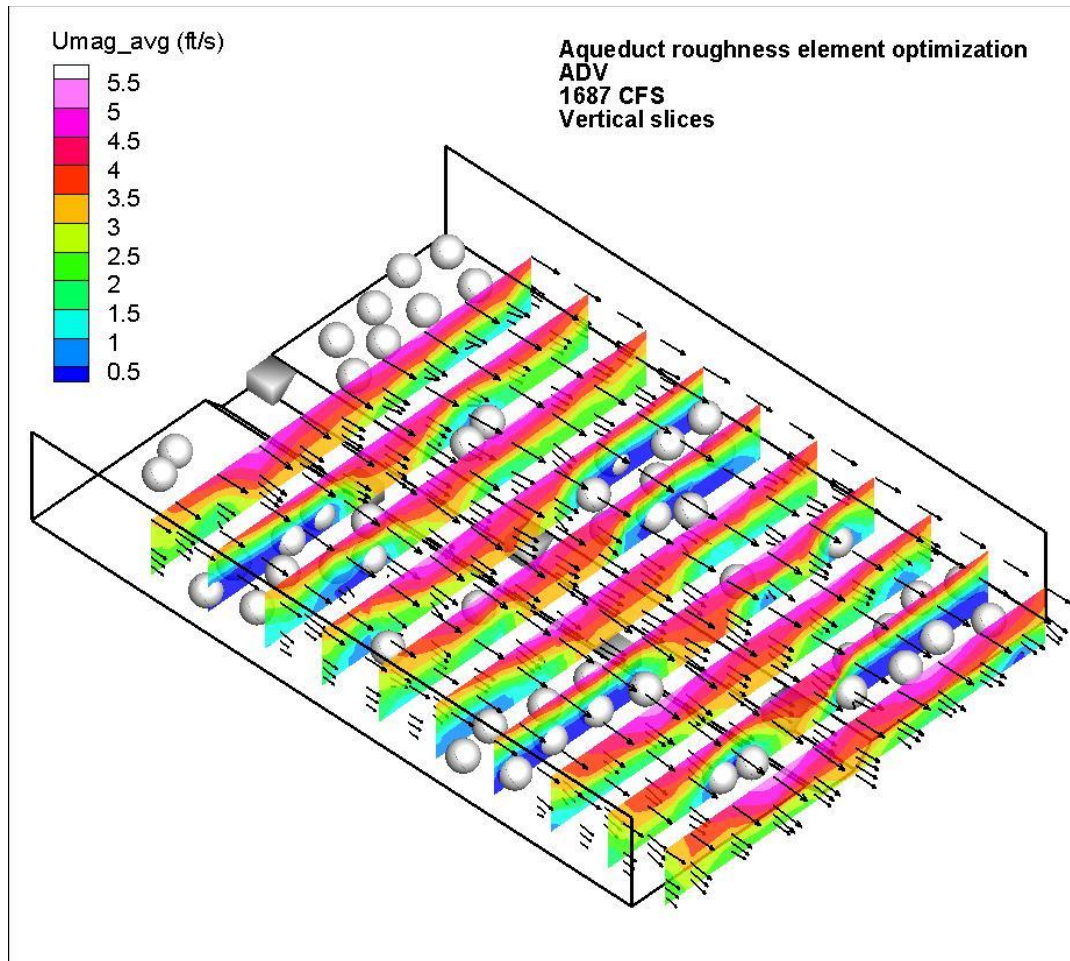 Umag_avg (ft/s)
5.5
5
4.5
4
3.5
3
2.5
2
1.5
1
0.5
Aqueduct roughness element optimization
ADV
1687 CFS
Vertical slices